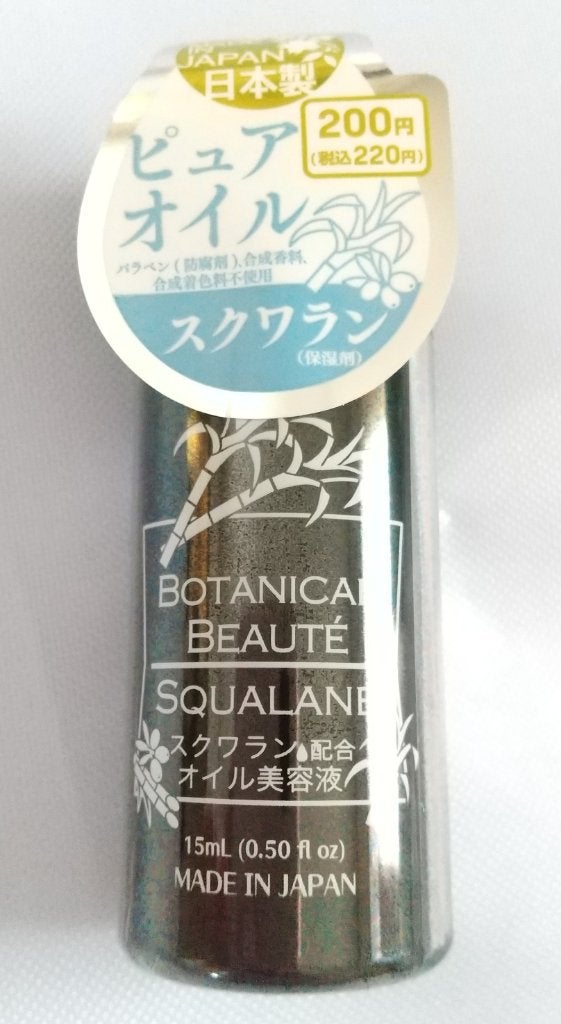 JAPAN
日本製
200円
(税込220円)
ピュア
オイル
パラベン(防腐剤)、合成香料、
合成着色料不使用
スクワラン
(保湿剤)
BOTANICAL
BEAUTÉ
SQUALANE
スクワラン配合
オイル美容液
15mL (0.50 fl oz)
MADE IN JAPAN